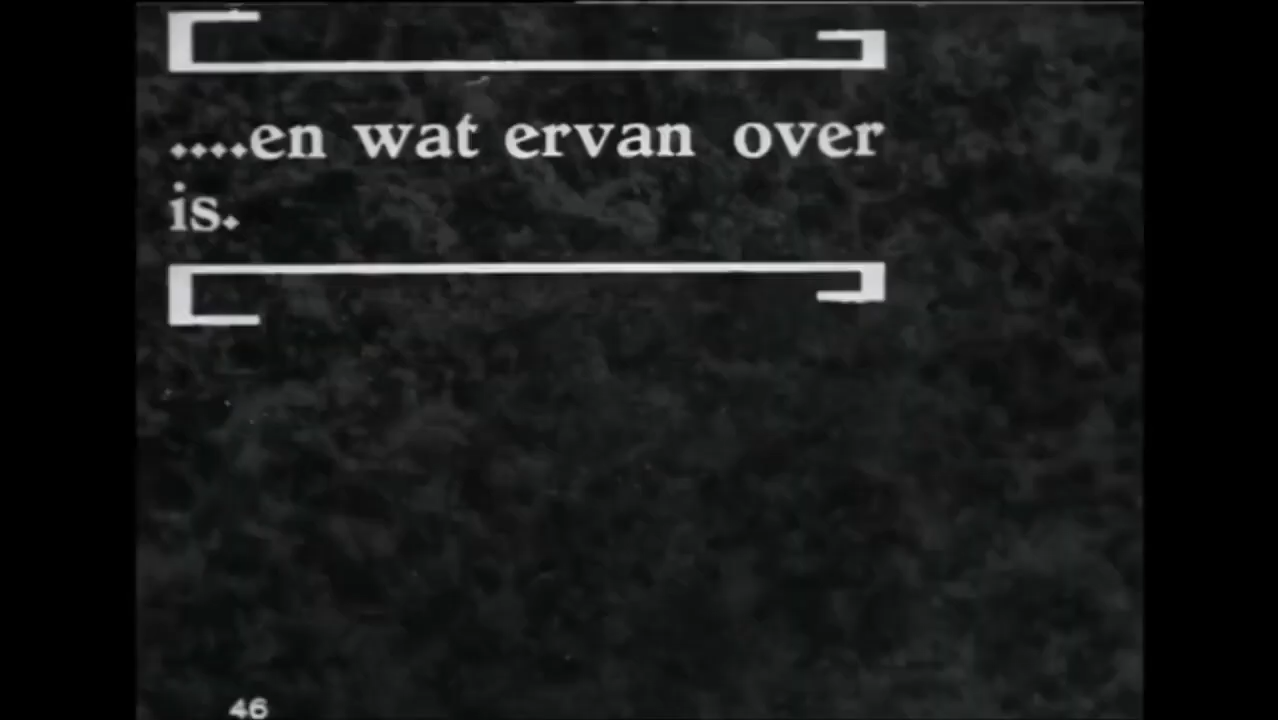 ....en wat ervan over
is.
46